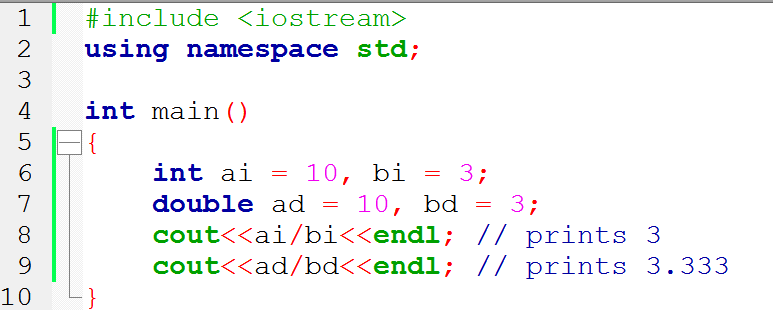 1 #include <iostream>
2 using namespace std;
3
4 int main()
5 {
6 int ai = 10, bi = 3;
7 double ad = 10, bd = 3;
8 cout<<ai/bi<<endl; // prints 3
9 cout<<ad/bd<<endl; // prints 3.333
10 }